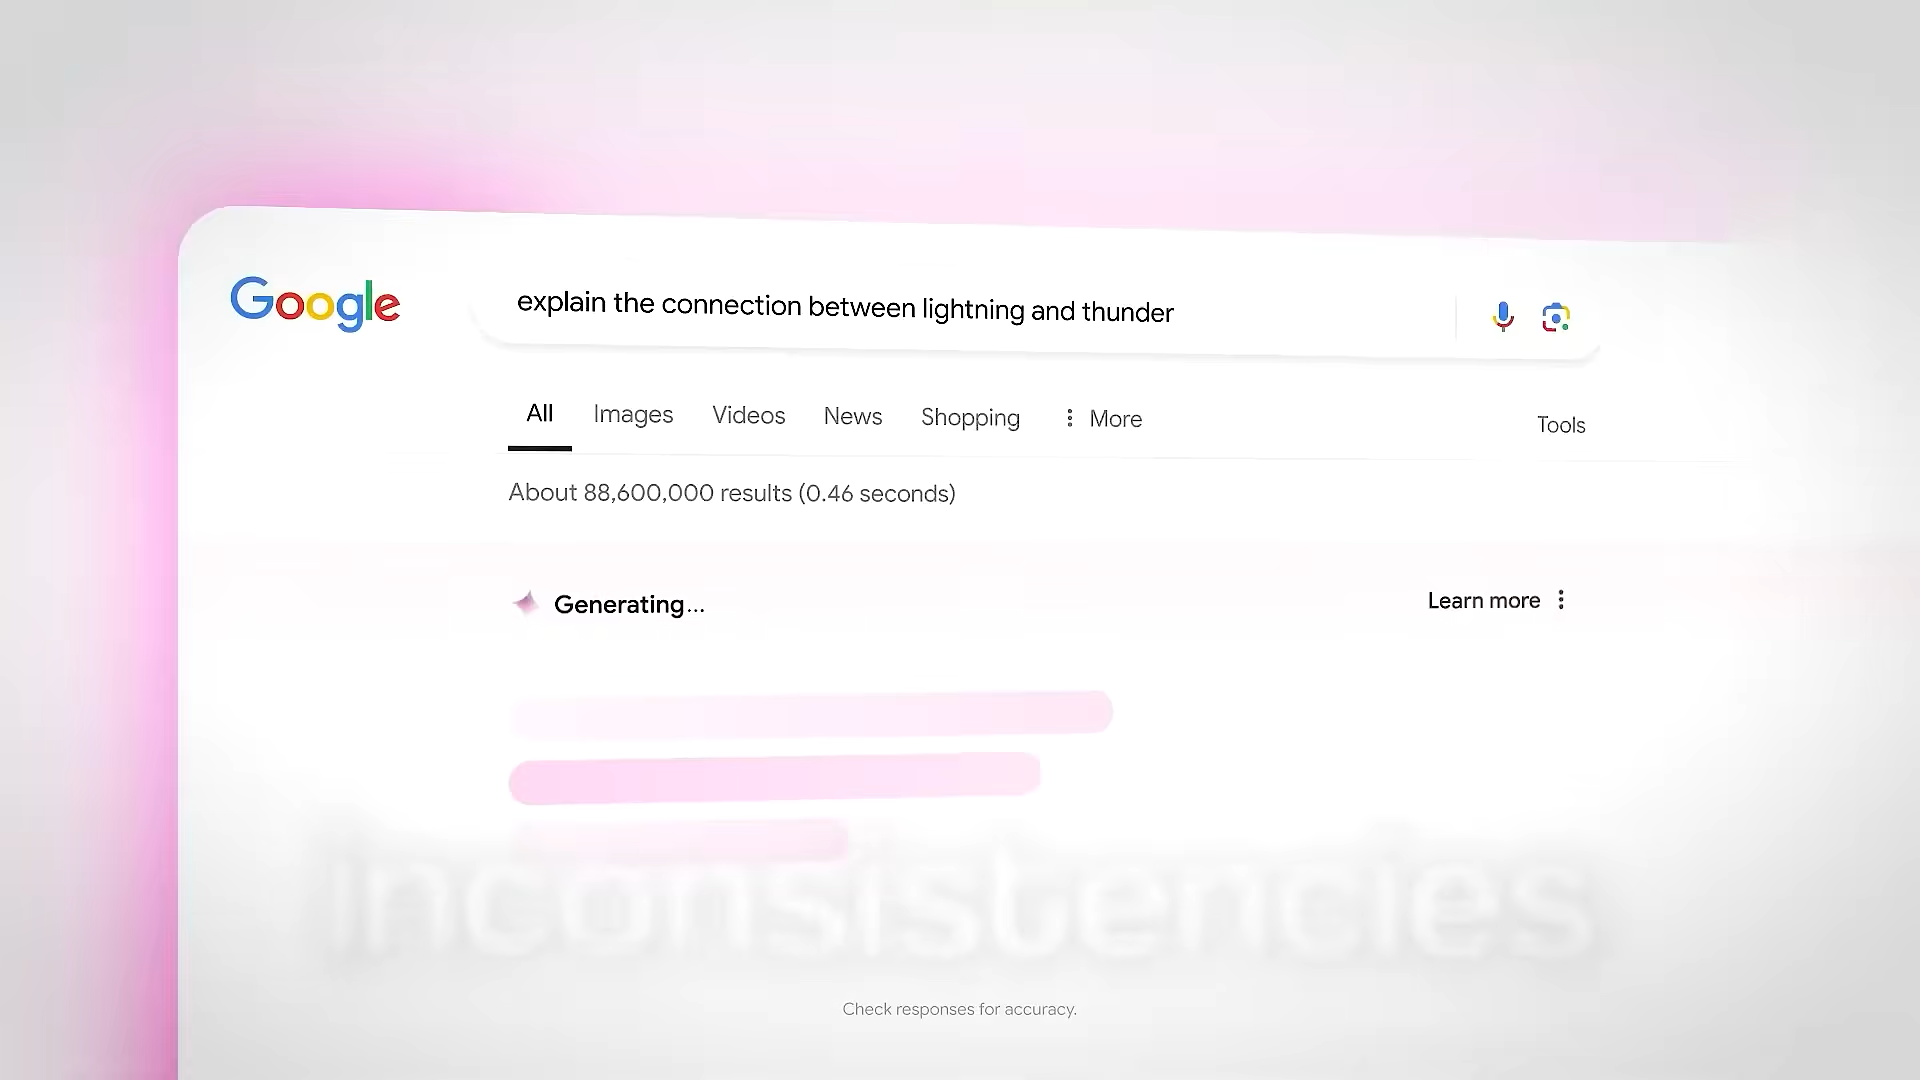 Google
explain the connection between lightning and thunder
All Images Videos News Shopping More Tools
About 88,600,000 results (0.46 seconds)
Generating... Learn more
inconsistencies
Check responses for accuracy.